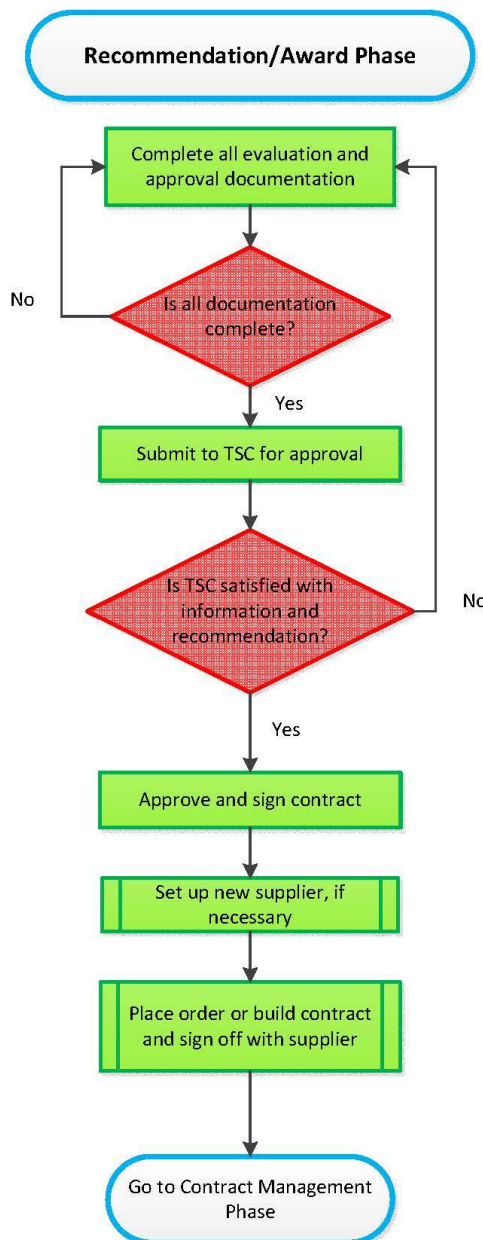 Recommendation/Award Phase
Complete all evaluation and
approval documentation
No
Is all documentation
complete?
Yes
Submit to TSC for approval
Is TSC satisfied with
information and
recommendation?
No
Yes
Approve and sign contract
Set up new supplier, if
necessary
Place order or build contract
and sign off with supplier
Go to Contract Management
Phase